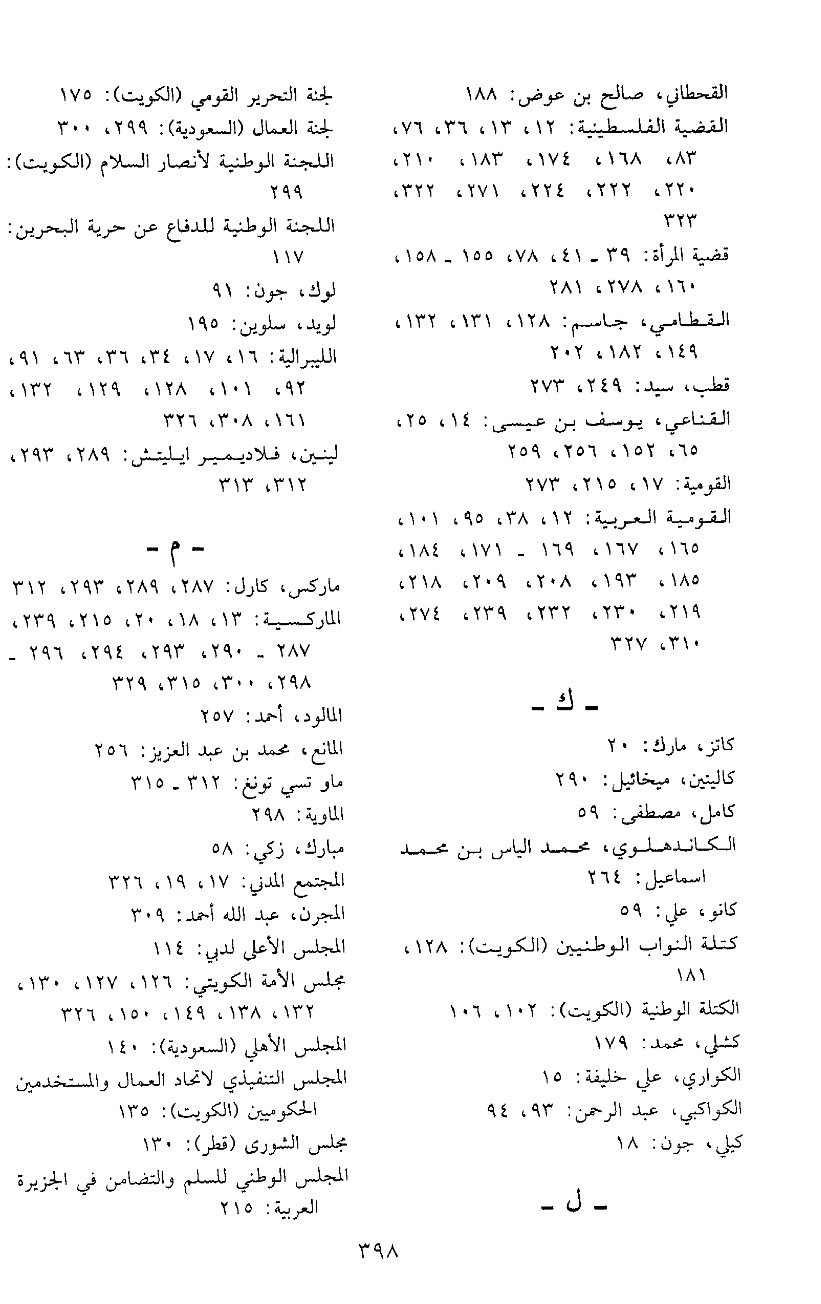 القحطاني، صالح بن عوض: ١٨٨
القضية الفلسطينية: ١٢، ١٣، ٣٦، ٧٦،
٨٣، ١٦٨، ١٧٤، ١٨٣، ٢١٠،
٢٢٠، ٢٢٢، ٢٢٤، ٢٧١، ٣٢٢،
٣٢٣
قضية المرأة: ٣٩ ـ ٤١، ٧٨، ١٥٥ ـ ١٥٨،
١٦٠، ٢٧٨، ٢٨١
القطامي، جاسم: ١٢٨، ١٣١، ١٣٢،
١٤٩، ١٨٢، ٢٠٢
قطب، سيد: ٢٤٩، ٢٧٣
القناعي، يوسف بن عيسى: ١٤، ٢٥،
٦٥، ١٥٢، ٢٥٦، ٢٥٩
القومية: ١٧، ٢١٥، ٢٧٣
القومية العربية: ١٢، ٣٨، ٩٥، ١٠١،
١٦٥، ١٦٧، ١٦٩ ـ ١٧١، ١٨٤،
١٨٥، ١٩٣، ٢٠٨، ٢٠٩، ٢١٨،
٢١٩، ٢٣٠، ٢٣٢، ٢٣٩، ٢٧٤،
٣١٠، ٣٢٧
ـ ك ـ
كاتز، مارك: ٢٠
كالينين، ميخائيل: ٢٩٠
كامل، مصطفى: ٥٩
الكاندهلوي، محمد الياس بن محمد
اسماعيل: ٢٦٤
كانو، علي: ٥٩
كتلة النواب الوطنيين (الكويت): ١٢٨،
١٨١
الكتلة الوطنية (الكويت): ١٠٢، ١٠٦
كشلي، محمد: ١٧٩
الكواري، علي خليفة: ١٥
الكواكبي، عبد الرحمن: ٩٣، ٩٤
كيلي، جون: ١٨
ـ ل ـ
لجنة التحرير القومي (الكويت): ١٧٥
لجنة العمال (السعودية): ٢٩٩، ٣٠٠
اللجنة الوطنية لأنصار السلام (الكويت):
٢٩٩
اللجنة الوطنية للدفاع عن حرية البحرين:
١١٧
لوك، جون: ٩١
لويد، سلوين: ١٩٥
الليبرالية: ١٦، ١٧، ٣٤، ٣٦، ٦٣، ٩١،
٩٢، ١٠١، ١٢٨، ١٢٩، ١٣٢،
١٦١، ٣٠٨، ٣٢٦
لينين، فلاديمير ايليتش: ٢٨٩، ٢٩٣،
٣١٢، ٣١٣
ـ م ـ
ماركس، كارل: ٢٨٧، ٢٨٩، ٢٩٣، ٣١٢
الماركسية: ١٣، ١٨، ٢٠، ٢١٥، ٢٣٩،
٢٨٧ ـ ٢٩٠، ٢٩٣، ٢٩٤، ٢٩٦ ـ
٢٩٨، ٣٠٠، ٣١٥، ٣٢٩
المالود، أحمد: ٢٥٧
المانع، محمد بن عبد العزيز: ٢٥٦
ماو تسي تونغ: ٣١٢ ـ ٣١٥
الماوية: ٢٩٨
مبارك، زكي: ٥٨
المجتمع المدني: ١٧، ١٩، ٣٢٦
المجرن، عبد الله أحمد: ٣٠٩
المجلس الأعلى لدبي: ١١٤
مجلس الأمة الكويتي: ١٢٦، ١٢٧، ١٣٠،
١٣٢، ١٣٨، ١٤٩، ١٥٠، ٣٢٦
المجلس الأهلي (السعودية): ١٤٠
المجلس التنفيذي لاتحاد العمال والمستخدمين
الحكوميين (الكويت): ١٣٥
مجلس الشورى (قطر): ١٣٠
المجلس الوطني للسلم والتضامن في الجزيرة
العربية: ٢١٥
٣٩٨